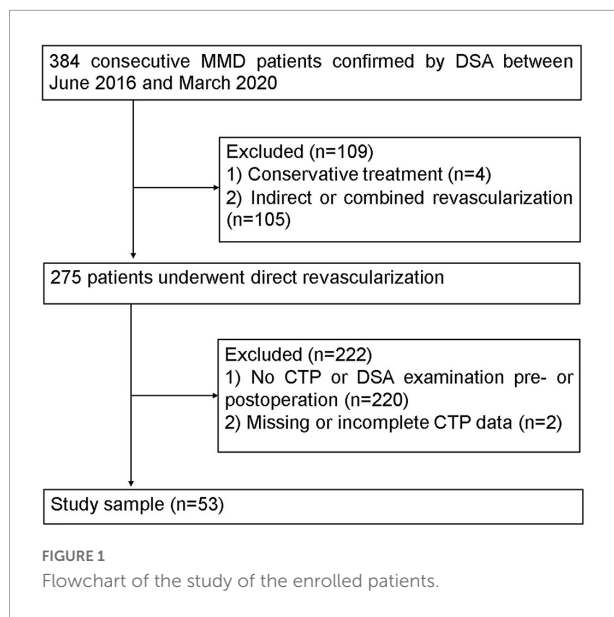 384 consecutive MMD patients confirmed by DSA between
June 2016 and March 2020
Excluded (n=109)
1) Conservative treatment (n=4)
2) Indirect or combined revascularization
(n=105)
275 patients underwent direct revascularization
Excluded (n=222)
1) No CTP or DSA examination pre- or
postoperation (n=220)
2) Missing or incomplete CTP data (n=2)
Study sample (n=53)
FIGURE 1
Flowchart of the study of the enrolled patients.